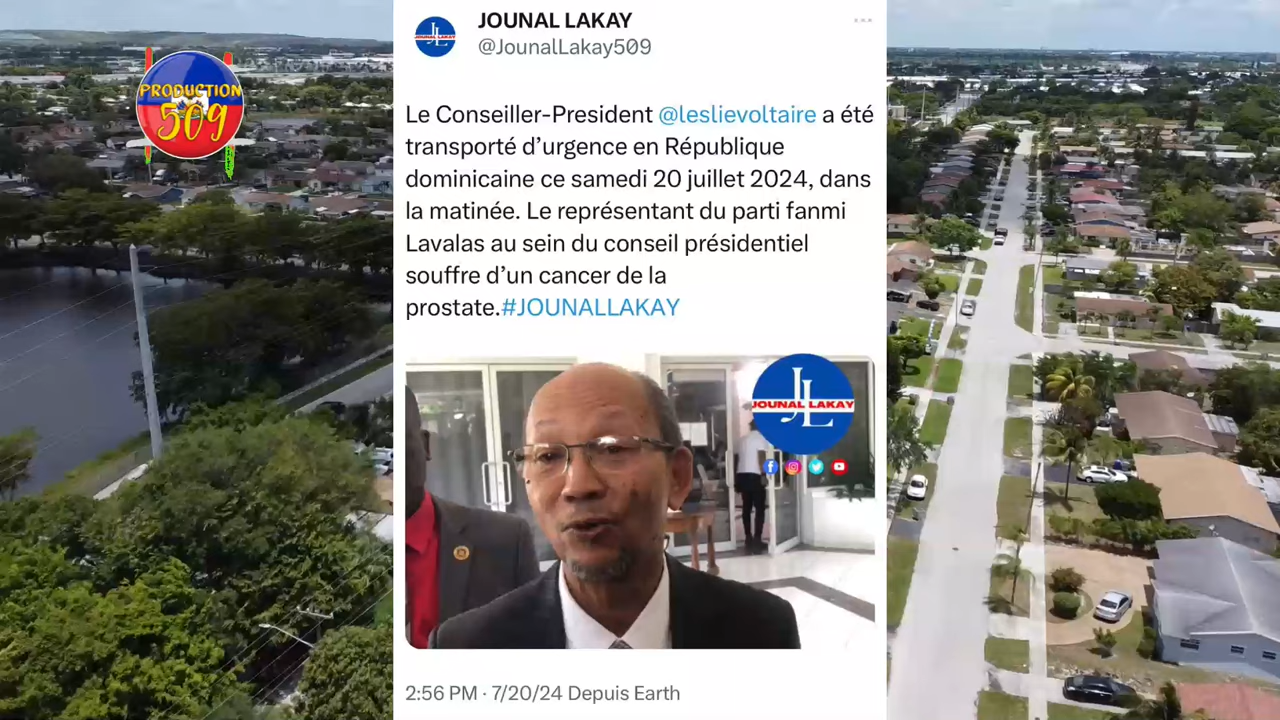 PRODUCTION
509
JOUNAL LAKAY
@JounalLakay509
Le Conseiller-President @leslievoltaire a été
transporté d’urgence en République
dominicaine ce samedi 20 juillet 2024, dans
la matinée. Le représentant du parti fanmi
Lavalas au sein du conseil présidentiel
souffre d’un cancer de la
prostate.#JOUNALLAKAY
JL
JOUNAL LAKAY
2:56 PM · 7/20/24 Depuis Earth